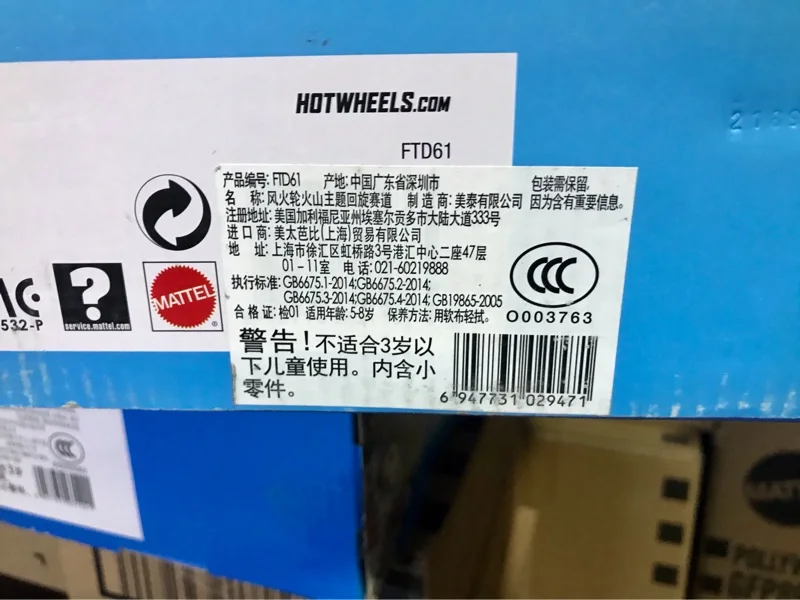 HOTWHEELS.COM
FTD61
2189
产品编号: FTD61 产地: 中国广东省深圳市 包装需保留,
名 称: 风火轮火山主题回旋赛道 制 造 商: 美泰有限公司 因为含有重要信息。
注册地址: 美国加利福尼亚州埃塞尔贡多市大陆大道333号
进 口 商: 美太芭比(上海)贸易有限公司
地 址: 上海市徐汇区虹桥路3号港汇中心二座47层
01-11室 电 话: 021-60219888
执行标准: GB6675.1-2014;GB6675.2-2014;
GB6675.3-2014;GB6675.4-2014; GB19865-2005
合 格 证: 检01 适用年龄: 5-8岁 保养方法: 用软布轻拭。
CCC
O003763
警告!不适合3岁以
下儿童使用。内含小
零件。
6 947731 029471
532-P
?
service.mattel.com
MATTEL
®
CCC
MATT
POLLY